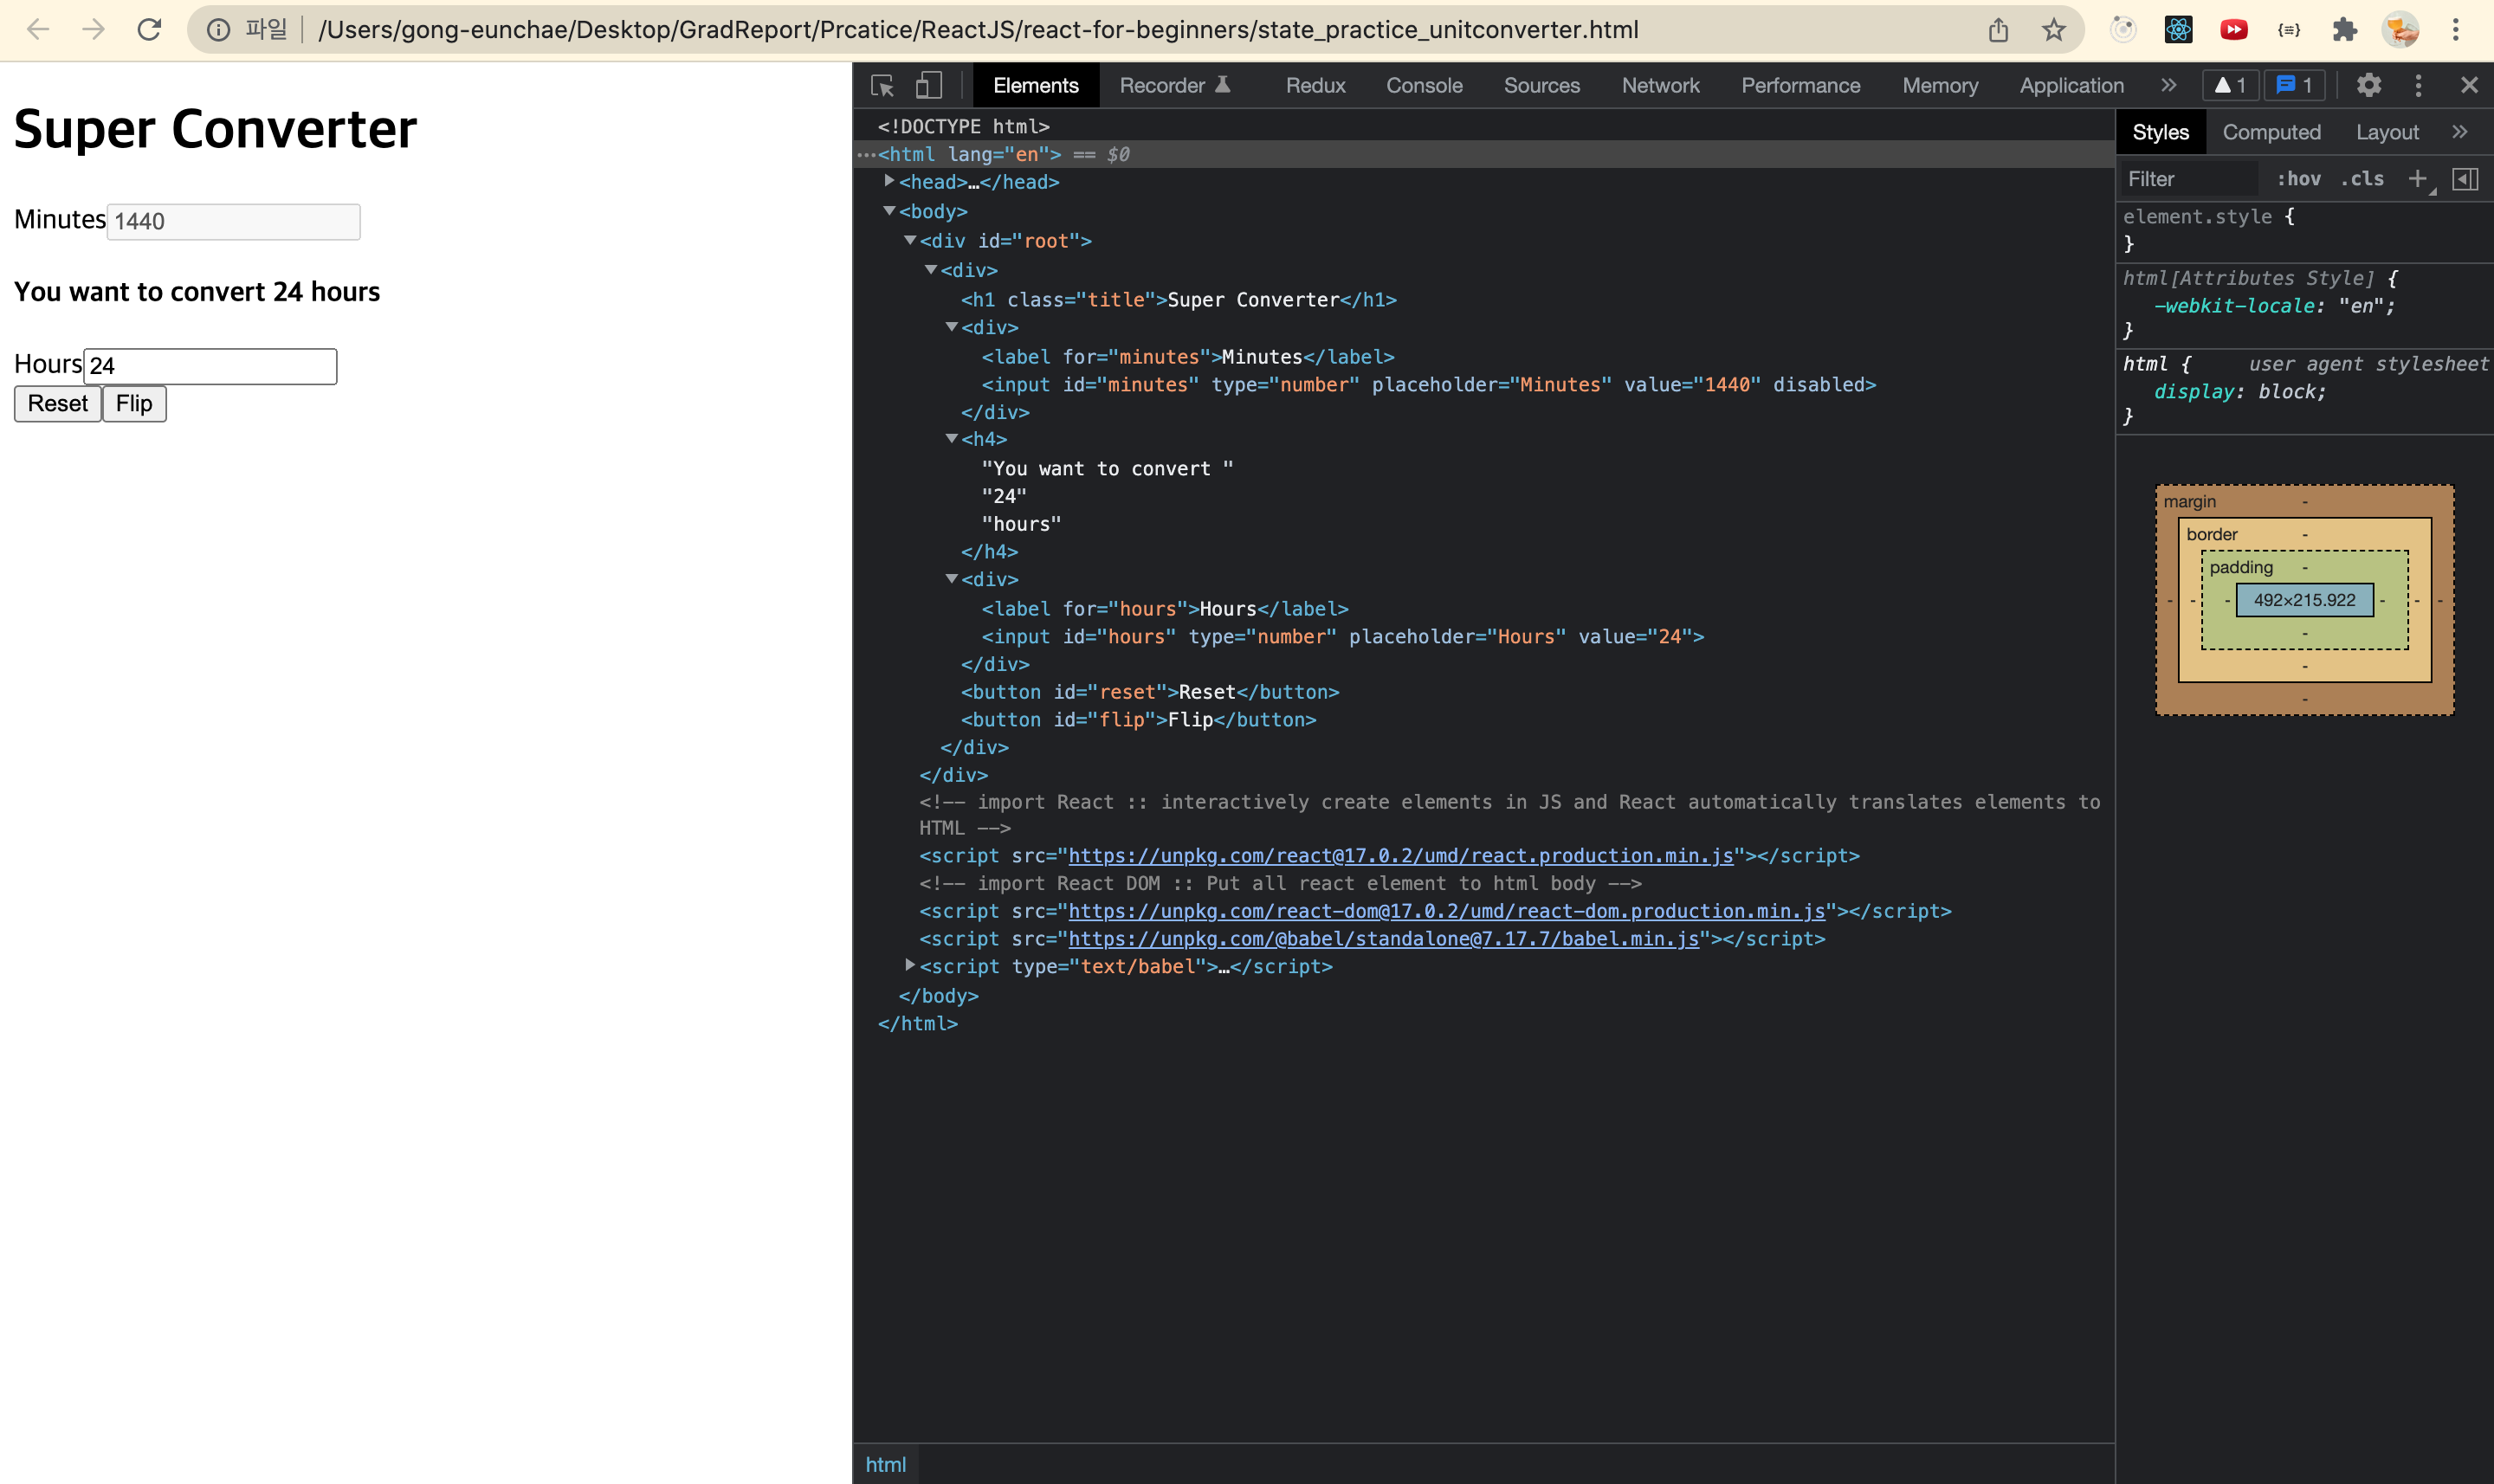 파일 /Users/gong-eunchae/Desktop/GradReport/Prcatice/ReactJS/react-for-beginners/state_practice_unitconverter.html
Super Converter
Minutes 1440
You want to convert 24 hours
Hours 24
Reset Flip
Elements Recorder Redux Console Sources Network Performance Memory Application » 1 1
<!DOCTYPE html>
…<html lang="en"> == $0
<head>…</head>
<body>
<div id="root">
<div>
<h1 class="title">Super Converter</h1>
<div>
<label for="minutes">Minutes</label>
<input id="minutes" type="number" placeholder="Minutes" value="1440" disabled>
</div>
<h4>
"You want to convert "
"24"
"hours"
</h4>
<div>
<label for="hours">Hours</label>
<input id="hours" type="number" placeholder="Hours" value="24">
</div>
<button id="reset">Reset</button>
<button id="flip">Flip</button>
</div>
</div>
<!-- import React :: interactively create elements in JS and React automatically translates elements to
HTML -->
<script src="https://unpkg.com/react@17.0.2/umd/react.production.min.js"></script>
<!-- import React DOM :: Put all react element to html body -->
<script src="https://unpkg.com/react-dom@17.0.2/umd/react-dom.production.min.js"></script>
<script src="https://unpkg.com/@babel/standalone@7.17.7/babel.min.js"></script>
<script type="text/babel">…</script>
</body>
</html>
html
Styles Computed Layout »
Filter :hov .cls +
element.style {
}
html[Attributes Style] {
-webkit-locale: "en";
}
html { user agent stylesheet
display: block;
}
margin -
border -
padding -
- - - 492×215.922 - - -
-
-
-